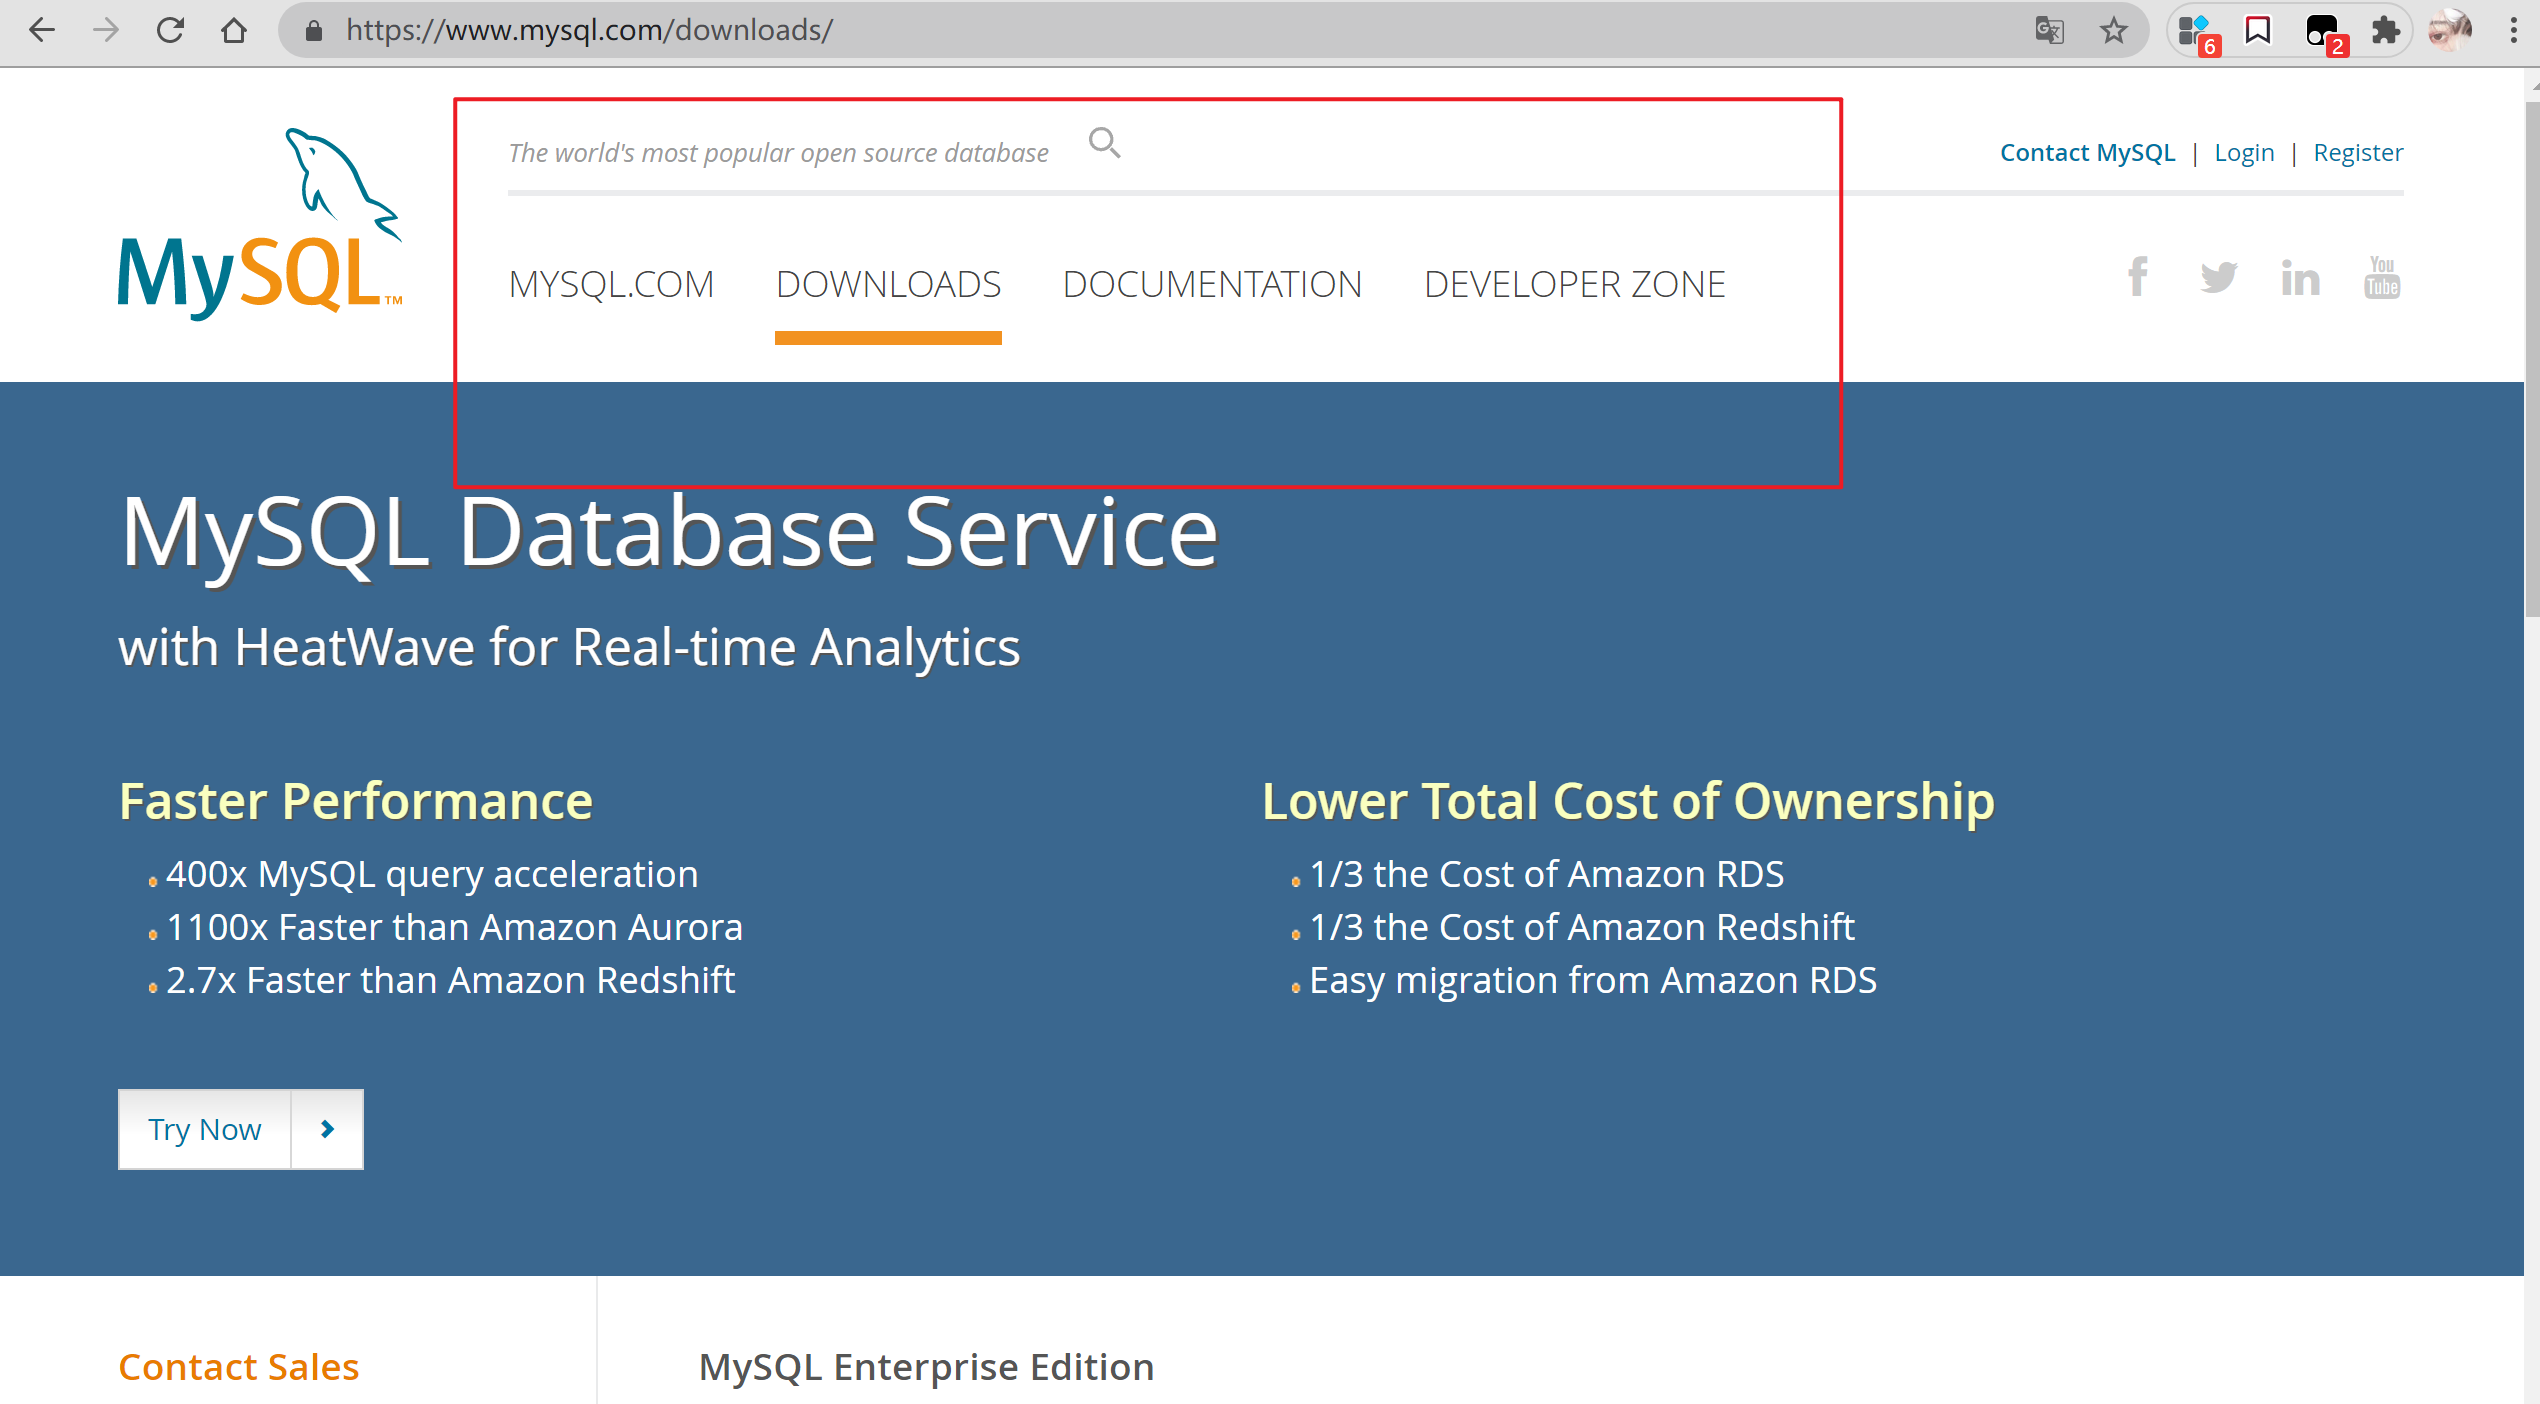 https://www.mysql.com/downloads/
6
2
The world's most popular open source database
Contact MySQL | Login | Register
MySQL™
MYSQL.COM DOWNLOADS DOCUMENTATION DEVELOPER ZONE
You Tube
MySQL Database Service
with HeatWave for Real-time Analytics
Faster Performance
400x MySQL query acceleration
1100x Faster than Amazon Aurora
2.7x Faster than Amazon Redshift
Lower Total Cost of Ownership
1/3 the Cost of Amazon RDS
1/3 the Cost of Amazon Redshift
Easy migration from Amazon RDS
Try Now
Contact Sales
MySQL Enterprise Edition